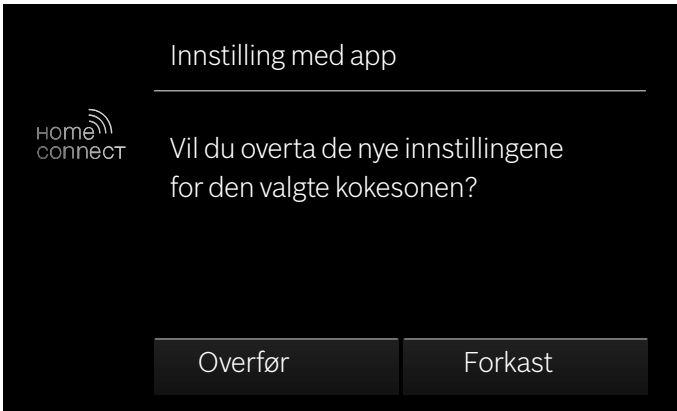 Innstilling med app
HOME
CONNECT
Vil du overta de nye innstillingene
for den valgte kokesonen?
Overfør
Forkast